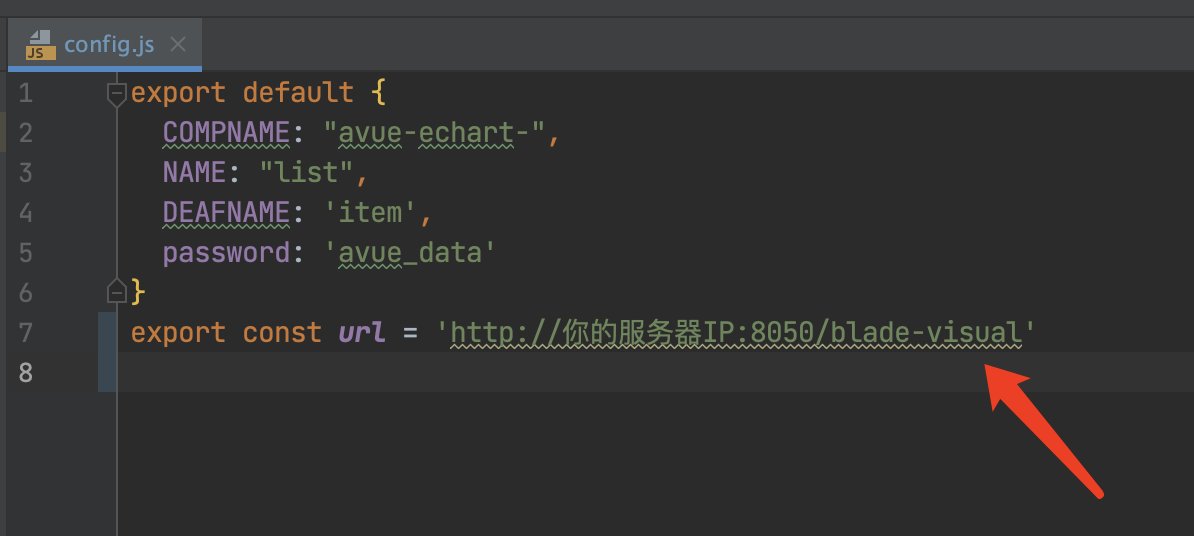 JS config.js
1 export default {
2 COMPNAME: "avue-echart-",
3 NAME: "list",
4 DEAFNAME: 'item',
5 password: 'avue_data'
6 }
7 export const url = 'http://你的服务器IP:8050/blade-visual'
8